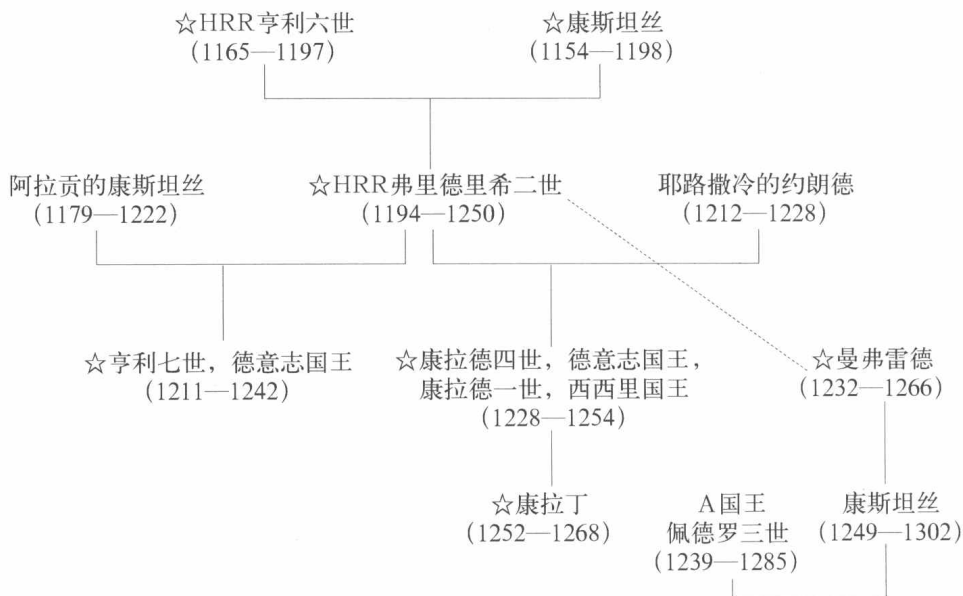 ☆HRR亨利六世
(1165—1197)
☆康斯坦丝
(1154—1198)
阿拉贡的康斯坦丝
(1179—1222)
☆HRR弗里德里希二世
(1194—1250)
耶路撒冷的约朗德
(1212—1228)
☆亨利七世，德意志国王
(1211—1242)
☆康拉德四世，德意志国王，
康拉德一世，西西里国王
(1228—1254)
☆曼弗雷德
(1232—1266)
☆康拉丁
(1252—1268)
A国王
佩德罗三世
(1239—1285)
康斯坦丝
(1249—1302)